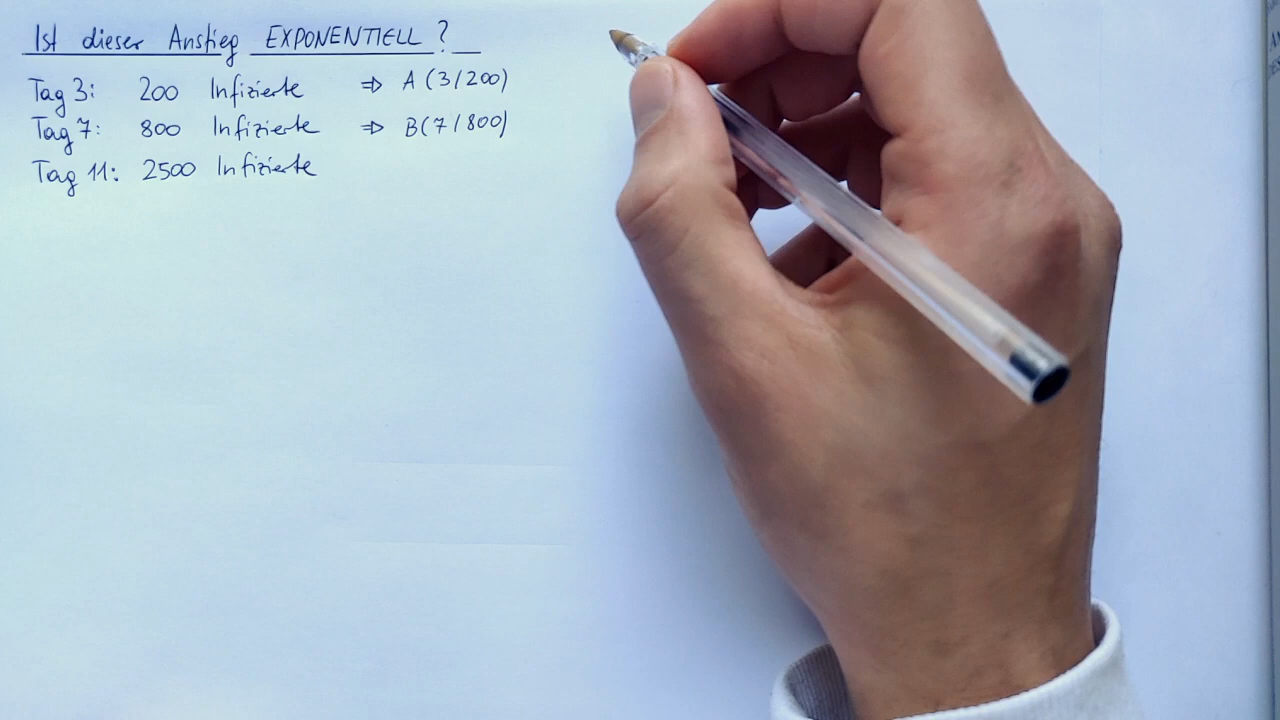 Ist dieser Anstieg EXPONENTIELL ?
Tag 3: 200 Infizierte ⇒ A (3/200)
Tag 7: 800 Infizierte ⇒ B(7/800)
Tag 11: 2500 Infizierte